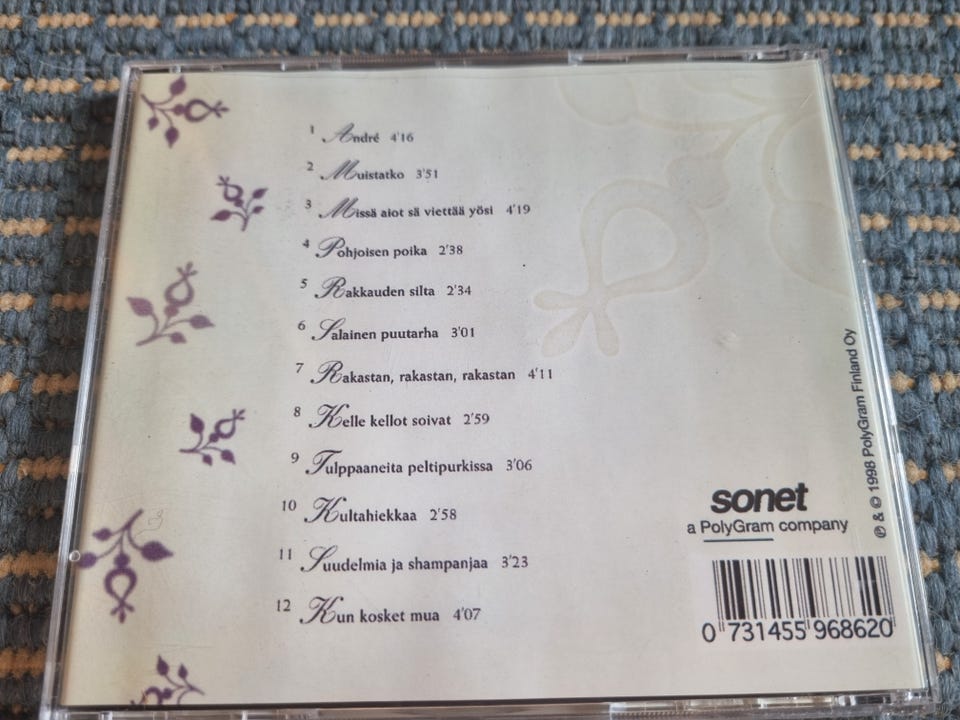 1 André 4'16
2 Muistatko 3'51
3 Missä aiot sä viettää yösi 4'19
4 Pohjoisen poika 2'38
5 Rakkauden silta 2'34
6 Salainen puutarha 3'01
7 Rakastan, rakastan, rakastan 4'11
8 Kelle kellot soivat 2'59
9 Tulppaaneita peltipurkissa 3'06
10 Kultahiekkaa 2'58
11 Suudelmia ja shampanjaa 3'23
12 Kun kosket mua 4'07
℗ & © 1998 PolyGram Finland Oy
sonet
a PolyGram company
0 731455 968620